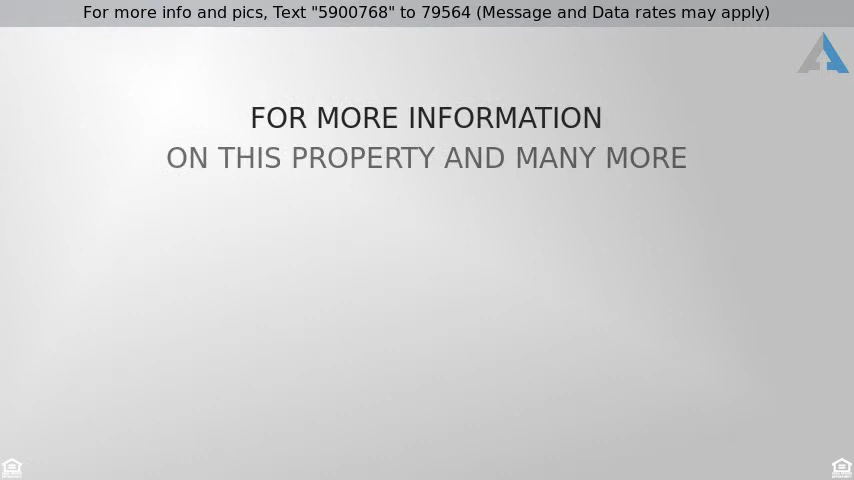 For more info and pics, Text "5900768" to 79564 (Message and Data rates may apply)
FOR MORE INFORMATION
ON THIS PROPERTY AND MANY MORE